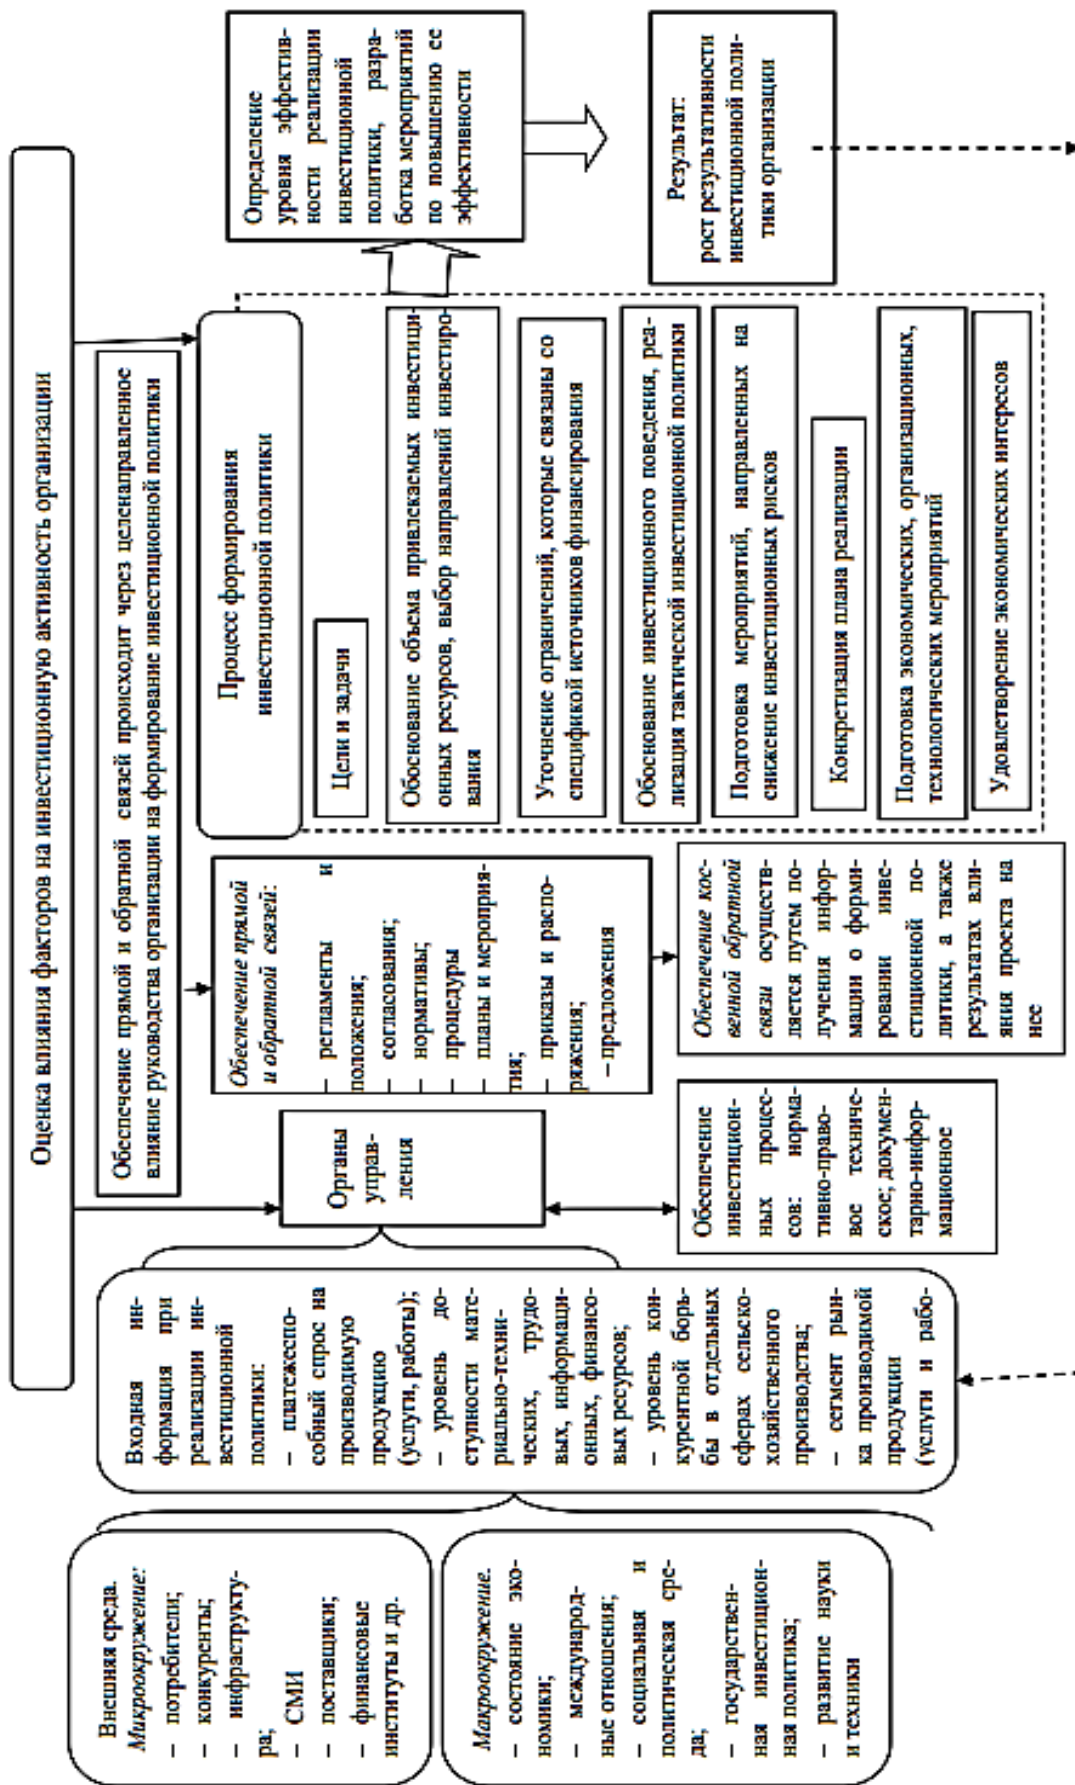 Оценка влияния факторов на инвестиционную активность организации
Обеспечение прямой и обратной связей происходит через целенаправленное
влияние руководства организации на формирование инвестиционной политики
Внешняя среда.
Микроокружение:
– потребители;
– конкуренты;
– инфраструкту-
ра;
– СМИ
– поставщики;
– финансовые
институты и др.
Макроокружение.
– состояние эко-
номики;
– международ-
ные отношения;
– социальная и
политическая сре-
да;
– государствен-
ная инвестицион-
ная политика;
– развитие науки
и техники
Входная ин-
формация при
реализации ин-
вестиционной
политики:
– платежеспо-
собный спрос на
производимую
продукцию
(услуги, работы);
– уровень до-
ступности мате-
риально-техни-
ческих, трудо-
вых, информаци-
онных, финансо-
вых ресурсов;
– уровень кон-
курентной борь-
бы в отдельных
сферах сельско-
хозяйственного
производства;
– сегмент рын-
ка производимой
продукции
(услуги и рабо-
Органы
управ-
ления
Обеспечение
инвестицион-
ных процес-
сов: норма-
тивно-право-
вое техниче-
ское; докумен-
тарно-инфор-
мационное
Обеспечение прямой
и обратной связей:
– регламенты и
положения;
– согласования;
– нормативы;
– процедуры
– планы и мероприя-
тия;
– приказы и распо-
ряжения;
– предложения
Обеспечение кос-
венной обратной
связи осуществ-
ляется путем по-
лучения инфор-
мации о форми-
ровании инве-
стиционной по-
литики, а также
результатах вли-
яния проекта на
нее
Процесс формирования
инвестиционной политики
Цели и задачи
Обоснование объема привлекаемых инвестици-
онных ресурсов, выбор направлений инвестиро-
вания
Уточнение ограничений, которые связаны со
спецификой источников финансирования
Обоснование инвестиционного поведения, реа-
лизация тактической инвестиционной политики
Подготовка мероприятий, направленных на
снижение инвестиционных рисков
Конкретизация плана реализации
Подготовка экономических, организационных,
технологических мероприятий
Удовлетворение экономических интересов
Определение
уровня эффектив-
ности реализации
инвестиционной
политики, разра-
ботка мероприятий
по повышению ее
эффективности
Результат:
рост результативности
инвестиционной поли-
тики организации